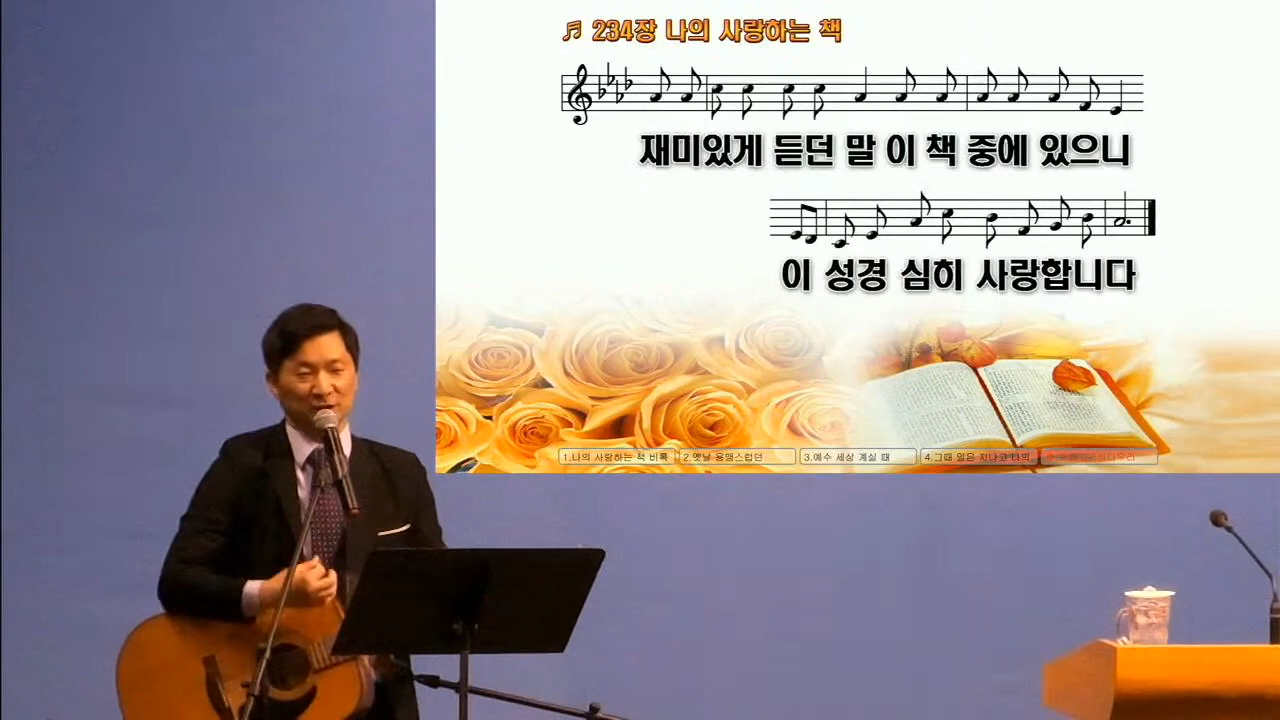 ♬ 234장 나의 사랑하는 책
재미있게 듣던 말 이 책 중에 있으니
이 성경 심히 사랑합니다
1.나의 사랑하는 책 비록
2.옛날 용맹스럽던
3.예수 세상 계실 때
4.그때 일은 지나고 나의